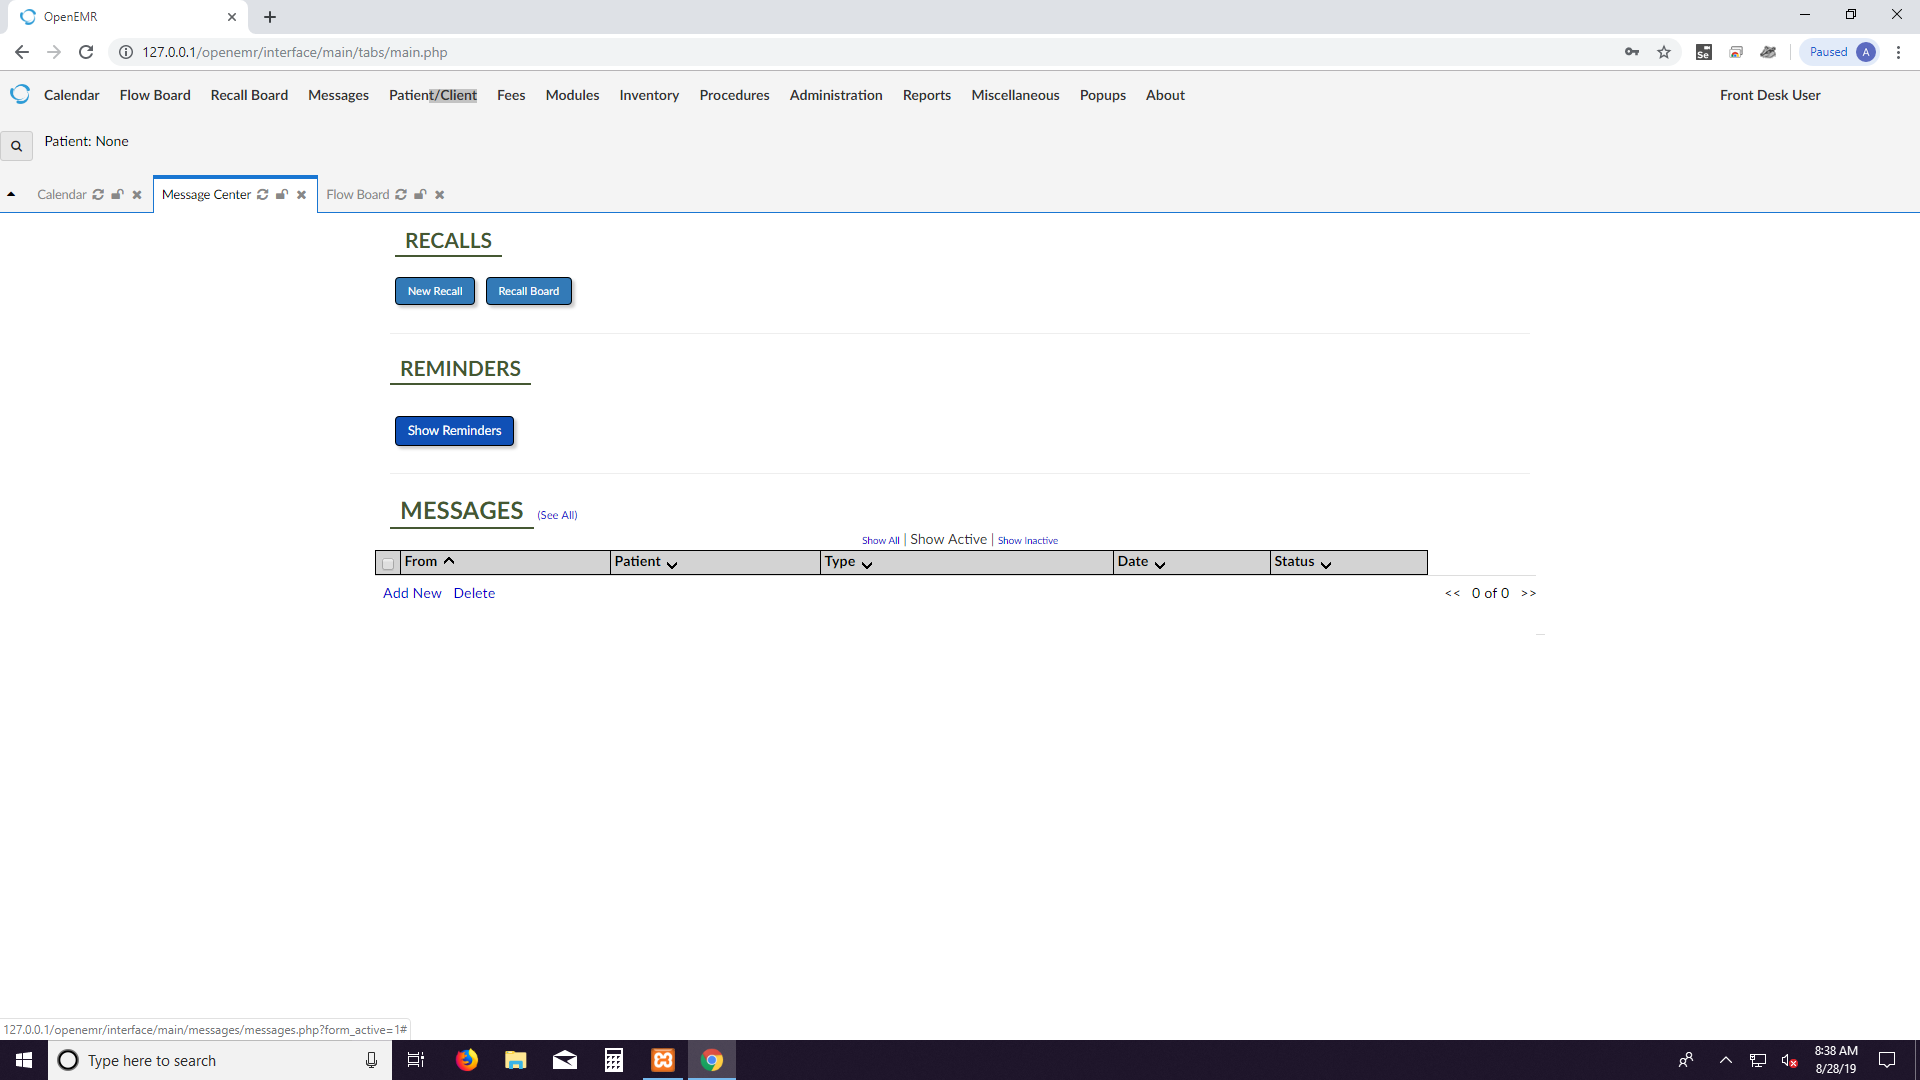 OpenEMR
127.0.0.1/openemr/interface/main/tabs/main.php
Se
Paused A
Calendar Flow Board Recall Board Messages Patient/Client Fees Modules Inventory Procedures Administration Reports Miscellaneous Popups About Front Desk User
Patient: None
Calendar Message Center Flow Board
RECALLS
New Recall Recall Board
REMINDERS
Show Reminders
MESSAGES (See All)
Show All | Show Active | Show Inactive
From Patient Type Date Status
Add New Delete << 0 of 0 >>
127.0.0.1/openemr/interface/main/messages/messages.php?form_active=1#
Type here to search
8:38 AM
8/28/19